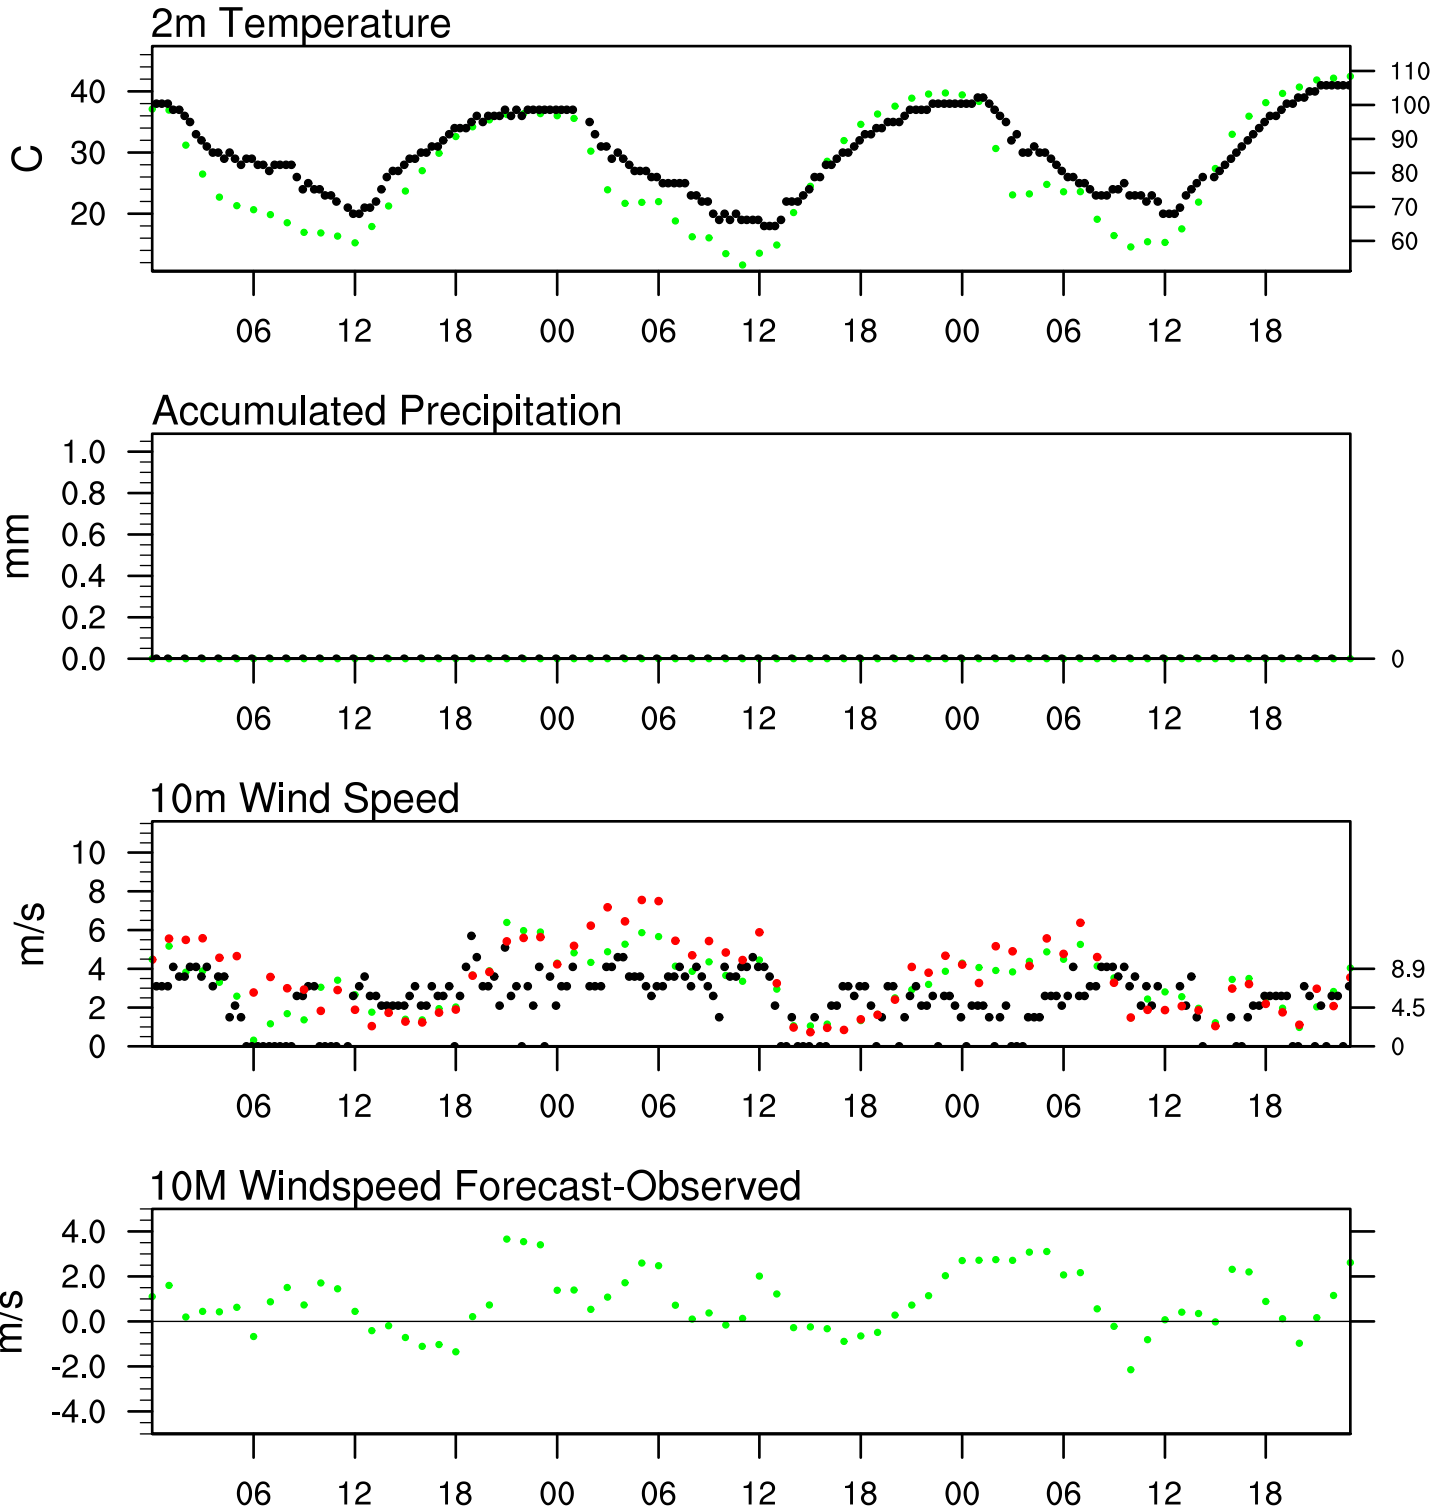 2m Temperature
C
40
30
20
110
100
90
80
70
60
06 12 18 00 06 12 18 00 06 12 18
Accumulated Precipitation
mm
1.0
0.8
0.6
0.4
0.2
0.0
0
06 12 18 00 06 12 18 00 06 12 18
10m Wind Speed
m/s
10
8
6
4
2
0
8.9
4.5
0
06 12 18 00 06 12 18 00 06 12 18
10M Windspeed Forecast-Observed
m/s
4.0
2.0
0.0
-2.0
-4.0
06 12 18 00 06 12 18 00 06 12 18